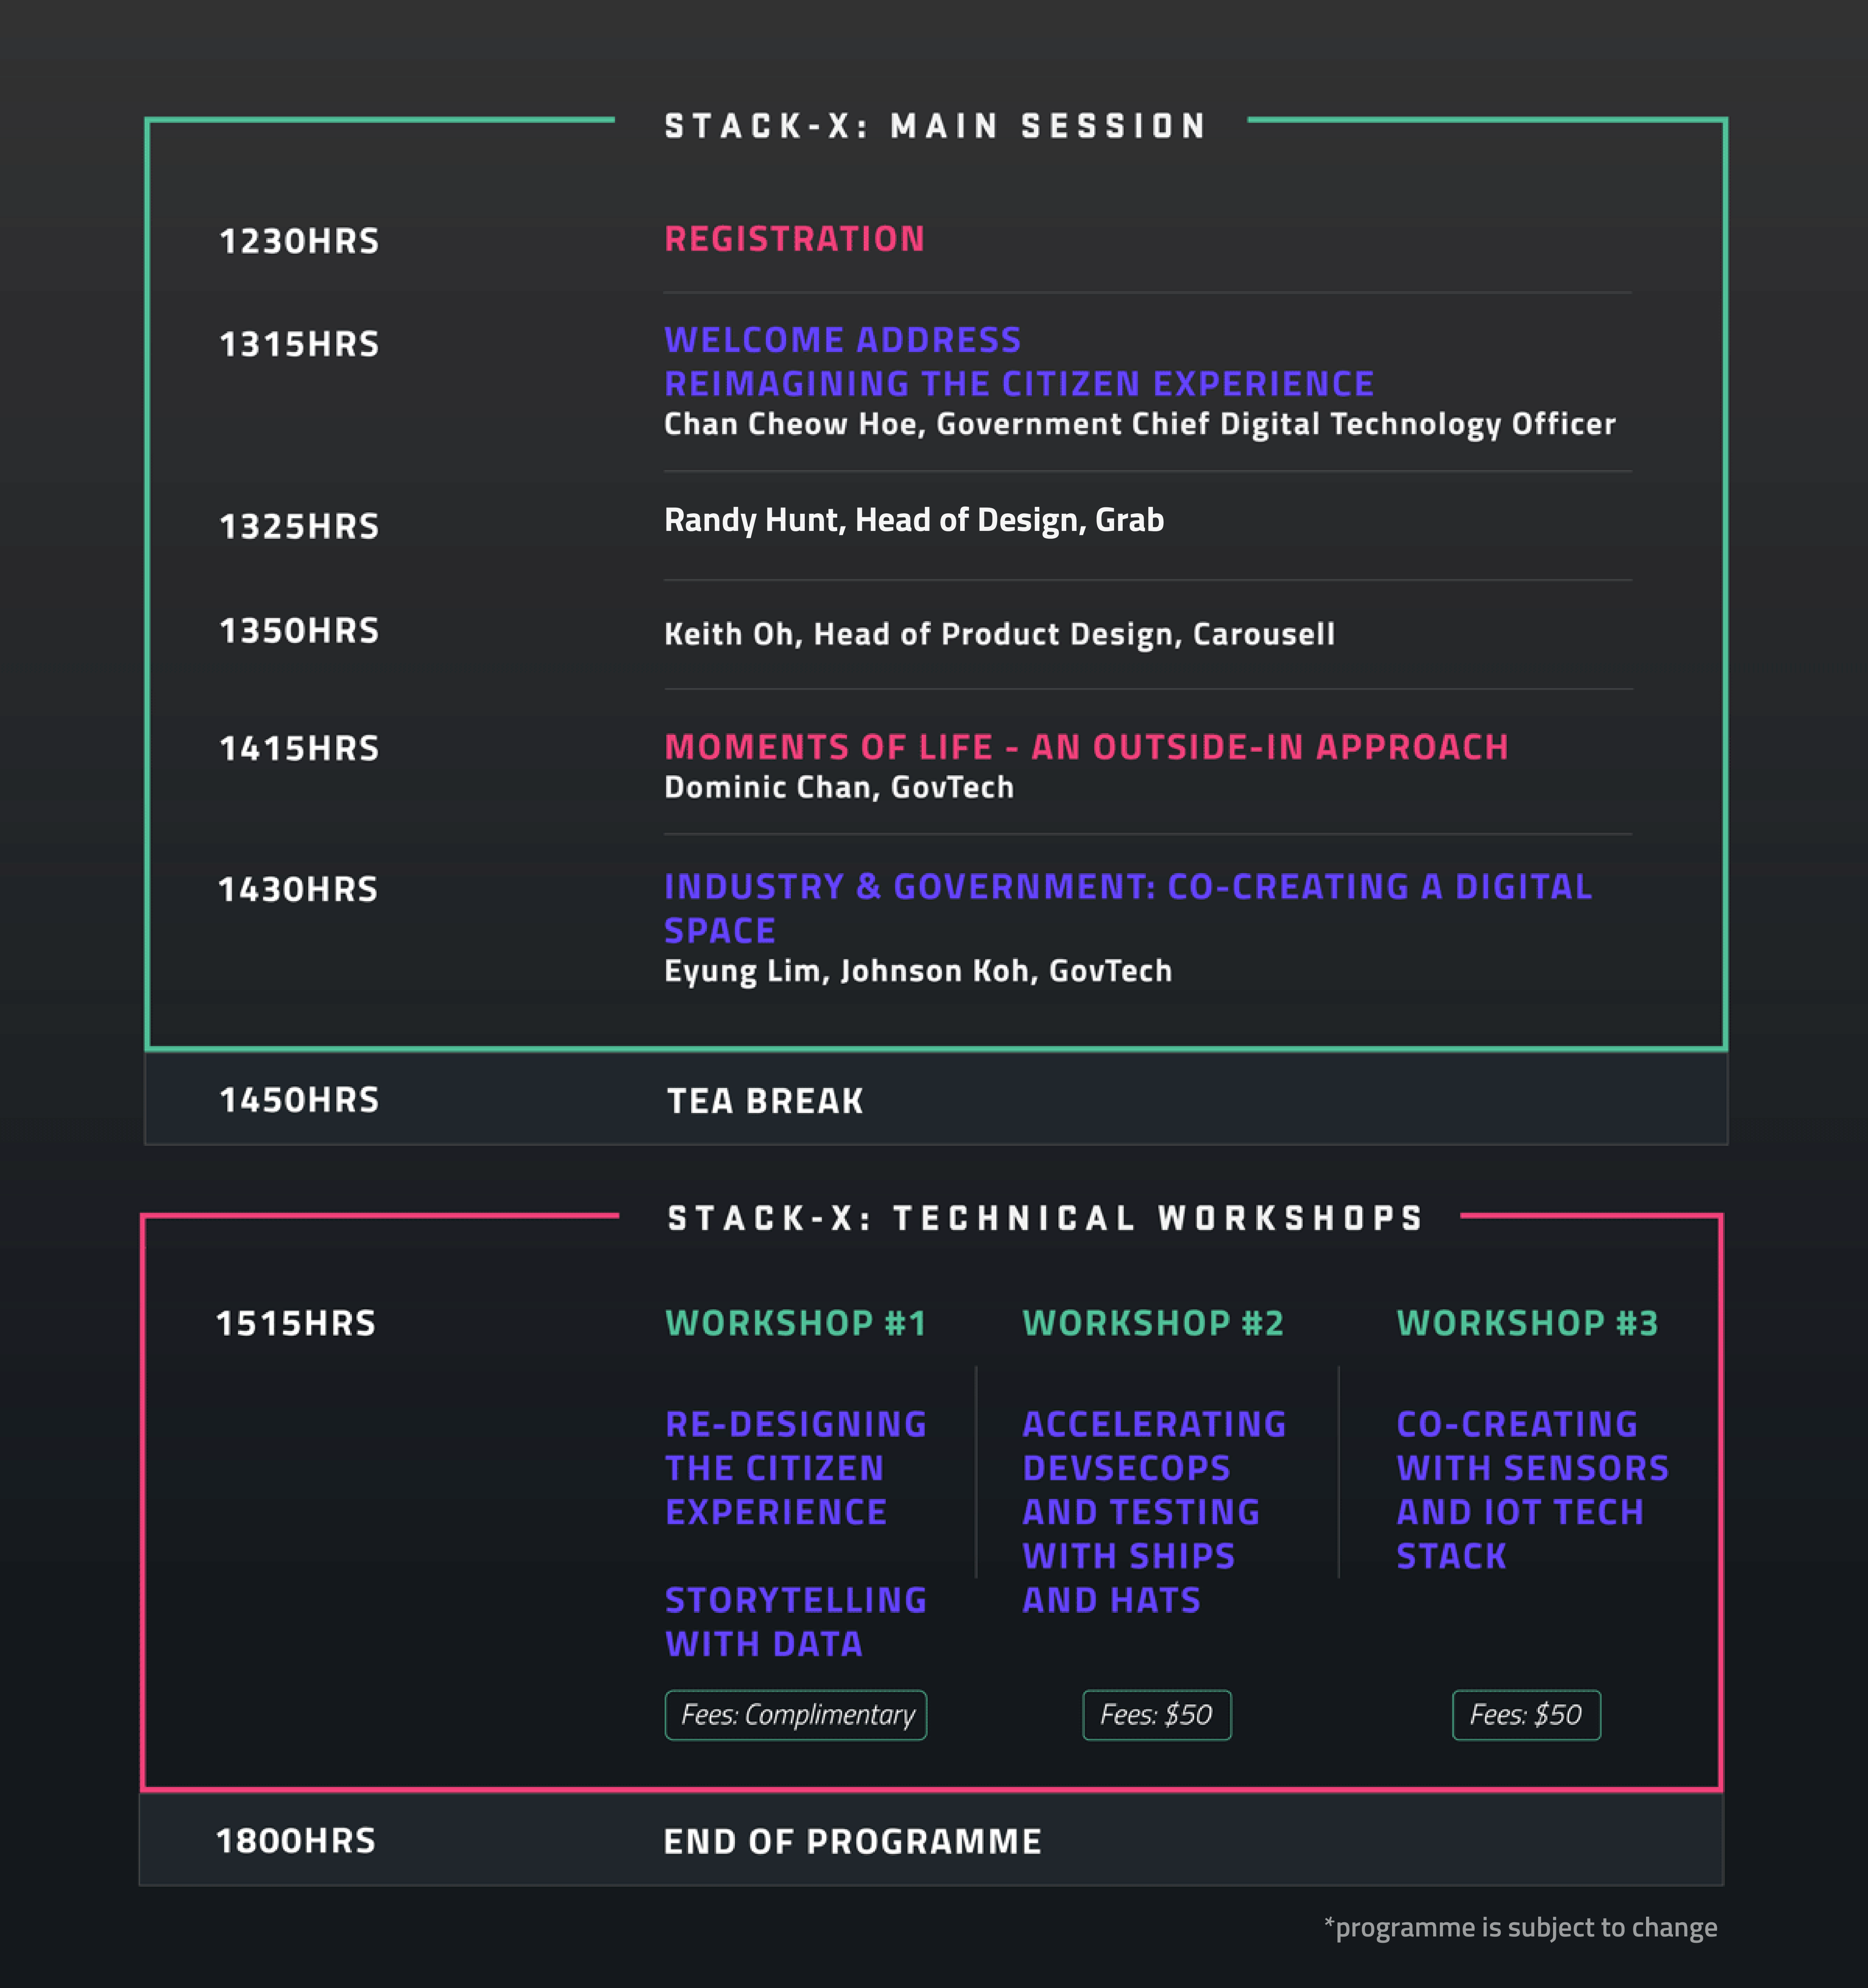 STACK-X: MAIN SESSION
1230HRS
REGISTRATION
1315HRS
WELCOME ADDRESS
REIMAGINING THE CITIZEN EXPERIENCE
Chan Cheow Hoe, Government Chief Digital Technology Officer
1325HRS
Randy Hunt, Head of Design, Grab
1350HRS
Keith Oh, Head of Product Design, Carousell
1415HRS
MOMENTS OF LIFE - AN OUTSIDE-IN APPROACH
Dominic Chan, GovTech
1430HRS
INDUSTRY & GOVERNMENT: CO-CREATING A DIGITAL
SPACE
Eyung Lim, Johnson Koh, GovTech
1450HRS
TEA BREAK
STACK-X: TECHNICAL WORKSHOPS
1515HRS
WORKSHOP #1
RE-DESIGNING
THE CITIZEN
EXPERIENCE
STORYTELLING
WITH DATA
Fees: Complimentary
WORKSHOP #2
ACCELERATING
DEVSECOPS
AND TESTING
WITH SHIPS
AND HATS
Fees: $50
WORKSHOP #3
CO-CREATING
WITH SENSORS
AND IOT TECH
STACK
Fees: $50
1800HRS
END OF PROGRAMME
*programme is subject to change